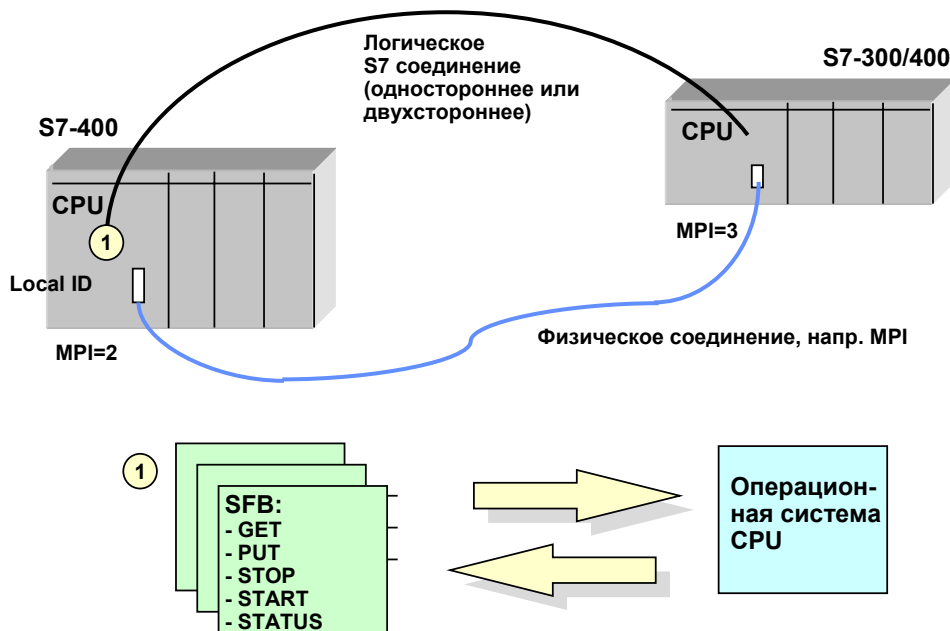 Логическое
S7 соединение
(одностороннее или
двухстороннее)
S7-300/400
S7-400
CPU
CPU
1
Local ID
MPI=3
MPI=2
Физическое соединение, напр. MPI
1
SFB:
- GET
- PUT
- STOP
- START
- STATUS
Операцион-
ная система
CPU